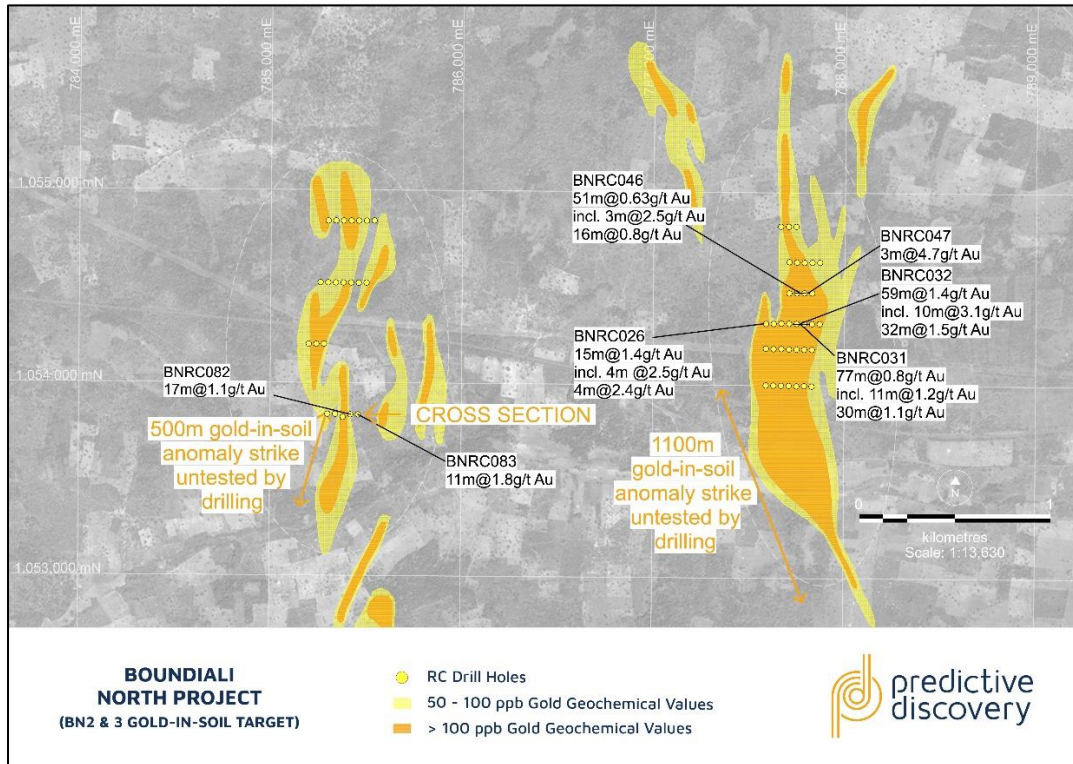 784,000 mE
785,000 mE
786,000 mE
787,000 mE
788,000 mE
789,000 mE
1,055,000 mN
1,054,000 mN
1,053,000 mN
BNRC046
51m@0.63g/t Au
incl. 3m@2.5g/t Au
16m@0.8g/t Au
BNRC047
3m@4.7g/t Au
BNRC032
59m@1.4g/t Au
incl. 10m@3.1g/t Au
32m@1.5g/t Au
BNRC026
15m@1.4g/t Au
incl. 4m @2.5g/t Au
4m@2.4g/t Au
BNRC031
77m@0.8g/t Au
incl. 11m@1.2g/t Au
30m@1.1g/t Au
BNRC082
17m@1.1g/t Au
CROSS SECTION
500m gold-in-soil
anomaly strike
untested by
drilling
BNRC083
11m@1.8g/t Au
1100m
gold-in-soil
anomaly strike
untested by
drilling
N
0 1
kilometres
Scale: 1:13,630
BOUNDIALI
NORTH PROJECT
(BN2 & 3 GOLD-IN-SOIL TARGET)
RC Drill Holes
50 - 100 ppb Gold Geochemical Values
> 100 ppb Gold Geochemical Values
predictive
discovery